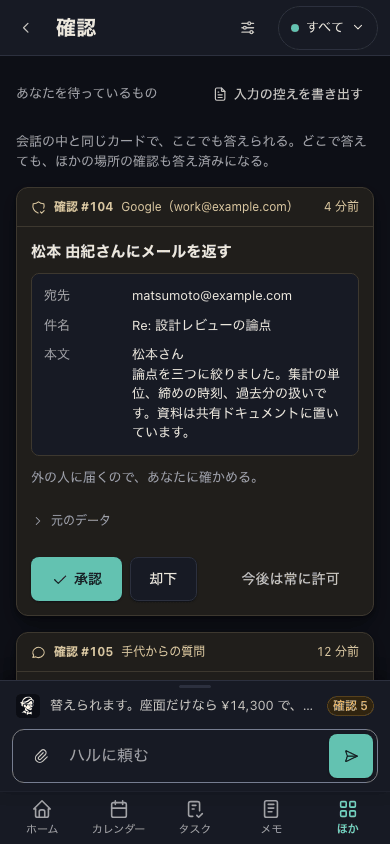 確認
すべて
あなたを待っているもの
入力の控えを書き出す
会話の中と同じカードで、ここでも答えられる。どこで答え
ても、ほかの場所の確認も答え済みになる。
確認 #104 Google（work@example.com） 4 分前
松本 由紀さんにメールを返す
宛先 matsumoto@example.com
件名 Re: 設計レビューの論点
本文 松本さん
論点を三つに絞りました。集計の単
位、締めの時刻、過去分の扱いで
す。資料は共有ドキュメントに置い
ています。
外の人に届くので、あなたに確かめる。
元のデータ
承認 却下 今後は常に許可
確認 #105 手代からの質問 12 分前
替えられます。座面だけなら ¥14,300 で、... 確認 5
ハルに頼む
ホーム カレンダー タスク メモ ほか